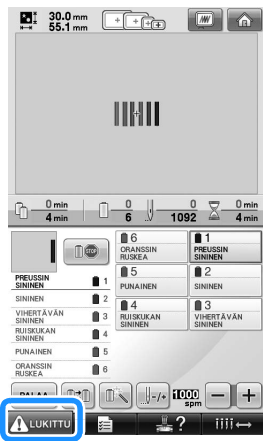 30.0 mm
55.1 mm
0 min
4 min
0
6
0
1092
0 min
4 min
STOP
6
ORANSSIN
RUSKEA
1
PREUSSIN
SININEN
5
PUNAINEN
2
SININEN
4
RUISKUKAN
SININEN
3
VIHERTÄVÄN
SININEN
PREUSSIN
SININEN
1
SININEN
2
VIHERTÄVÄN
SININEN
3
RUISKUKAN
SININEN
4
PUNAINEN
5
ORANSSIN
RUSKEA
6
PALAA
-/+
1000
spm
- +
LUKITTU
?